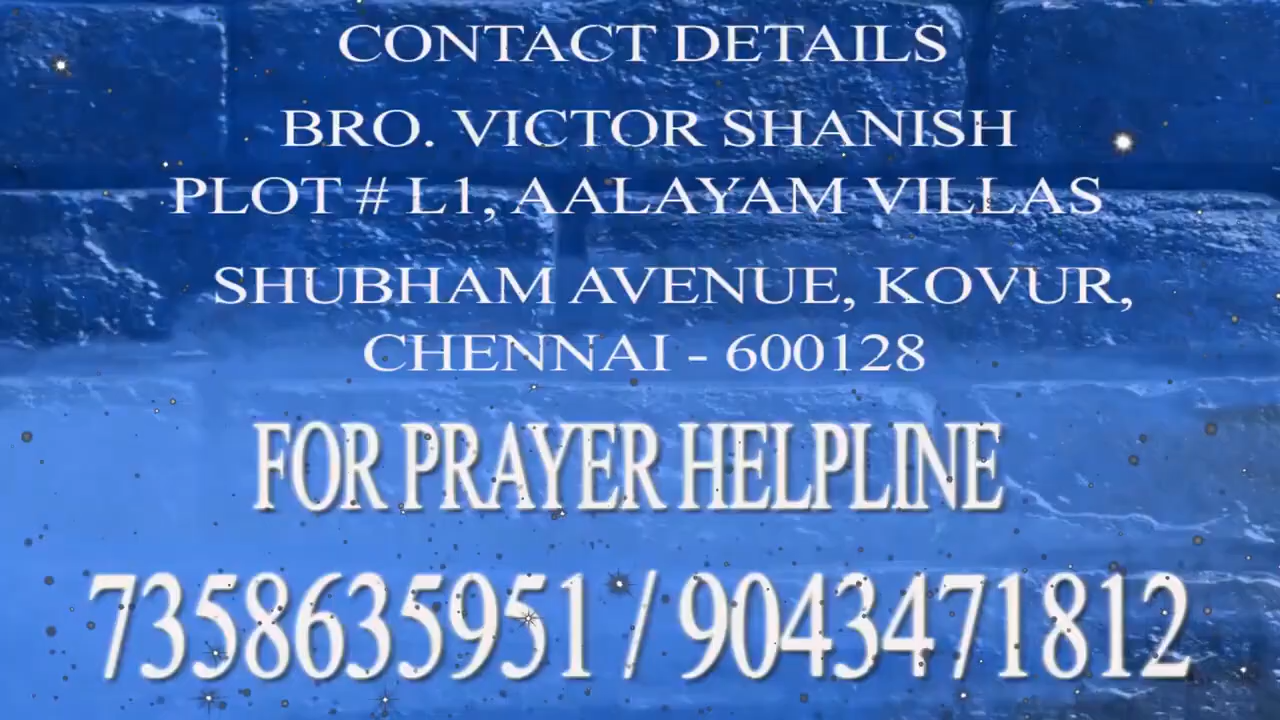 CONTACT DETAILS
BRO. VICTOR SHANISH
PLOT # L1, AALAYAM VILLAS
SHUBHAM AVENUE, KOVUR,
CHENNAI - 600128
FOR PRAYER HELPLINE
7358635951 / 9043471812